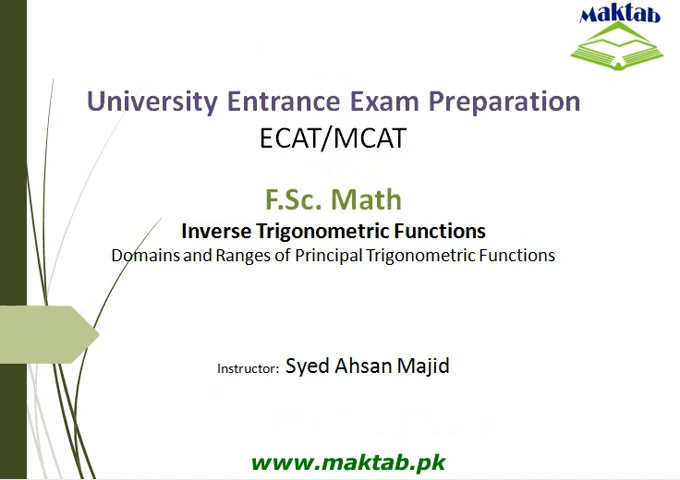 Maktab
University Entrance Exam Preparation
ECAT/MCAT
F.Sc. Math
Inverse Trigonometric Functions
Domains and Ranges of Principal Trigonometric Functions
Instructor: Syed Ahsan Majid
www.maktab.pk